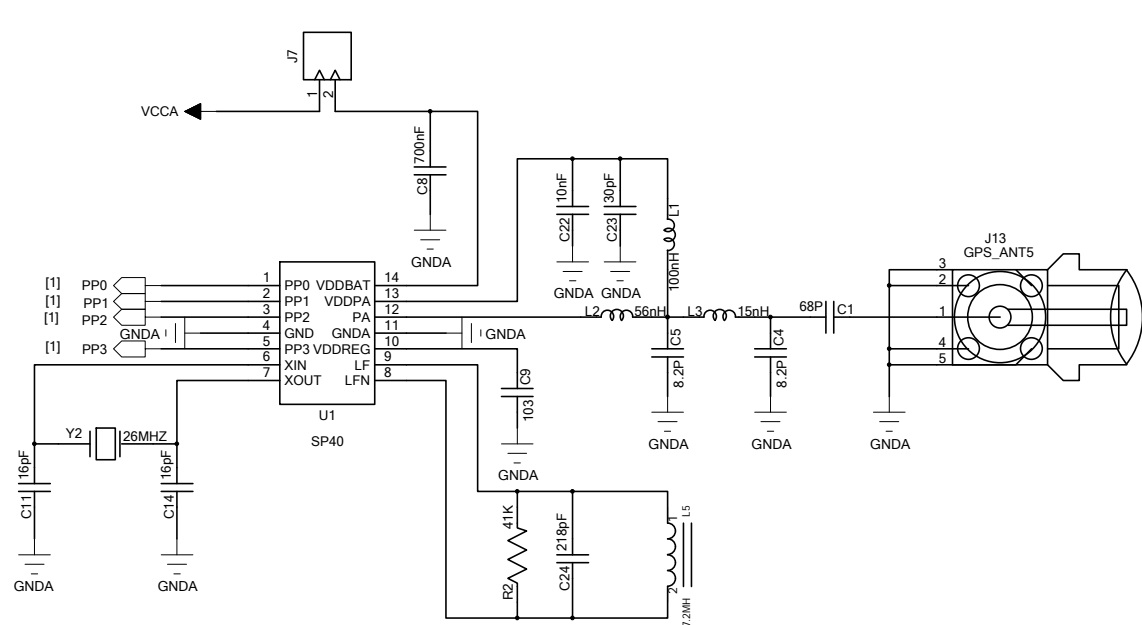 J7
1
2
VCCA
700nF
C8
GNDA
10nF
C22
GNDA
30pF
C23
GNDA
L1
100nH
[1] PP0
[1] PP1
[1] PP2
GNDA
[1] PP3
1 PP0 VDDBAT 14
2 PP1 VDDPA 13
3 PP2 PA 12
4 GND GNDA 11
5 PP3 VDDREG 10
6 XIN LF 9
7 XOUT LFN 8
U1
SP40
GNDA
L2
56nH
L3
15nH
68P
C1
C5
8.2P
GNDA
C4
8.2P
GNDA
J13
GPS_ANT5
3
2
1
4
5
GNDA
C9
103
GNDA
Y2
26MHZ
16pF
C11
GNDA
16pF
C14
GNDA
41K
R2
218pF
C24
1
2
L5
7.2MH